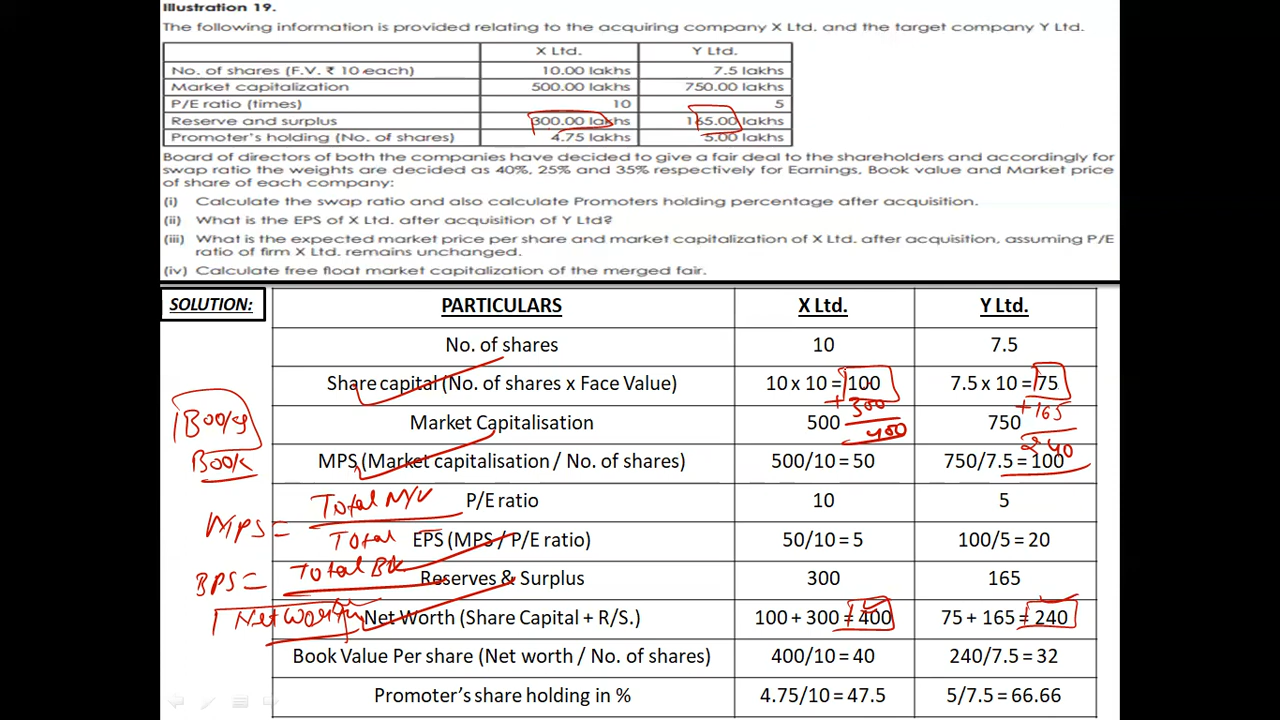 Illustration 19.
The following information is provided relating to the acquiring company X Ltd. and the target company Y Ltd.
X Ltd. Y Ltd.
No. of shares (F.V. ₹ 10 each) 10.00 lakhs 7.5 lakhs
Market capitalization 500.00 lakhs 750.00 lakhs
P/E ratio (times) 10 5
Reserve and surplus 300.00 lakhs 165.00 lakhs
Promoter's holding (No. of shares) 4.75 lakhs 5.00 lakhs
Board of directors of both the companies have decided to give a fair deal to the shareholders and accordingly for
swap ratio the weights are decided as 40%, 25% and 35% respectively for Earnings, Book value and Market price
of share of each company:
(i) Calculate the swap ratio and also calculate Promoters holding percentage after acquisition.
(ii) What is the EPS of X Ltd. after acquisition of Y Ltd?
(iii) What is the expected market price per share and market capitalization of X Ltd. after acquisition, assuming P/E
ratio of firm X Ltd. remains unchanged.
(iv) Calculate free float market capitalization of the merged fair.
SOLUTION: PARTICULARS X Ltd. Y Ltd.
No. of shares 10 7.5
Share capital (No. of shares x Face Value) 10 x 10 = 100 7.5 x 10 = 75
+300 +165
Market Capitalisation 500 750
400 240
Book
MPS (Market capitalisation / No. of shares) 500/10 = 50 750/7.5 = 100
P/E ratio 10 5
MPS = Total M/V
Total
EPS (MPS / P/E ratio) 50/10 = 5 100/5 = 20
BPS = Total BV
Reserves & Surplus 300 165
Net Worth
Net Worth (Share Capital + R/S.) 100 + 300 = 400 75 + 165 = 240
Book Value Per share (Net worth / No. of shares) 400/10 = 40 240/7.5 = 32
Promoter's share holding in % 4.75/10 = 47.5 5/7.5 = 66.66